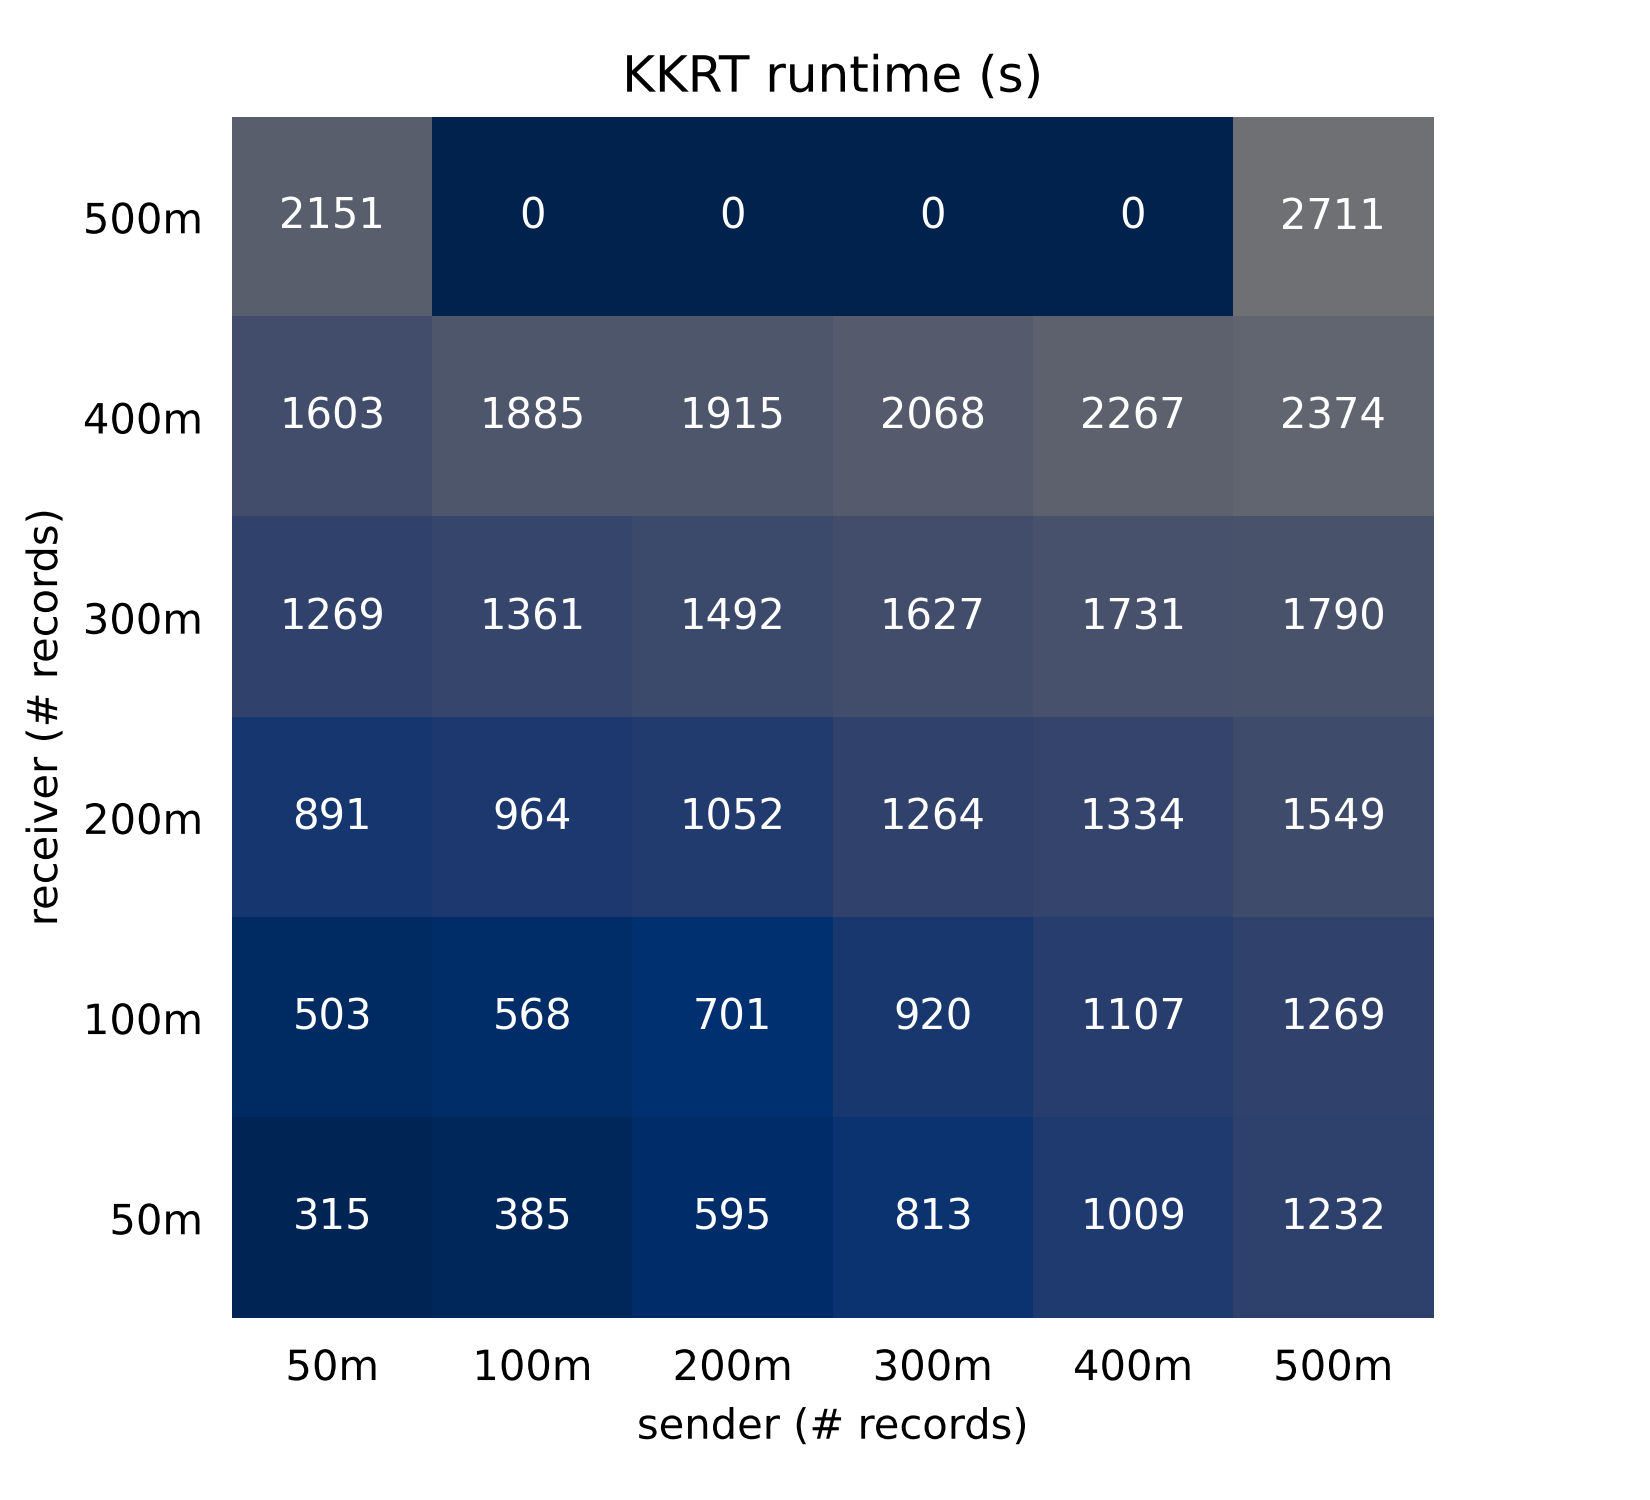 KKRT runtime (s)
receiver (# records)
500m 2151 0 0 0 0 2711
400m 1603 1885 1915 2068 2267 2374
300m 1269 1361 1492 1627 1731 1790
200m 891 964 1052 1264 1334 1549
100m 503 568 701 920 1107 1269
50m 315 385 595 813 1009 1232
50m 100m 200m 300m 400m 500m
sender (# records)